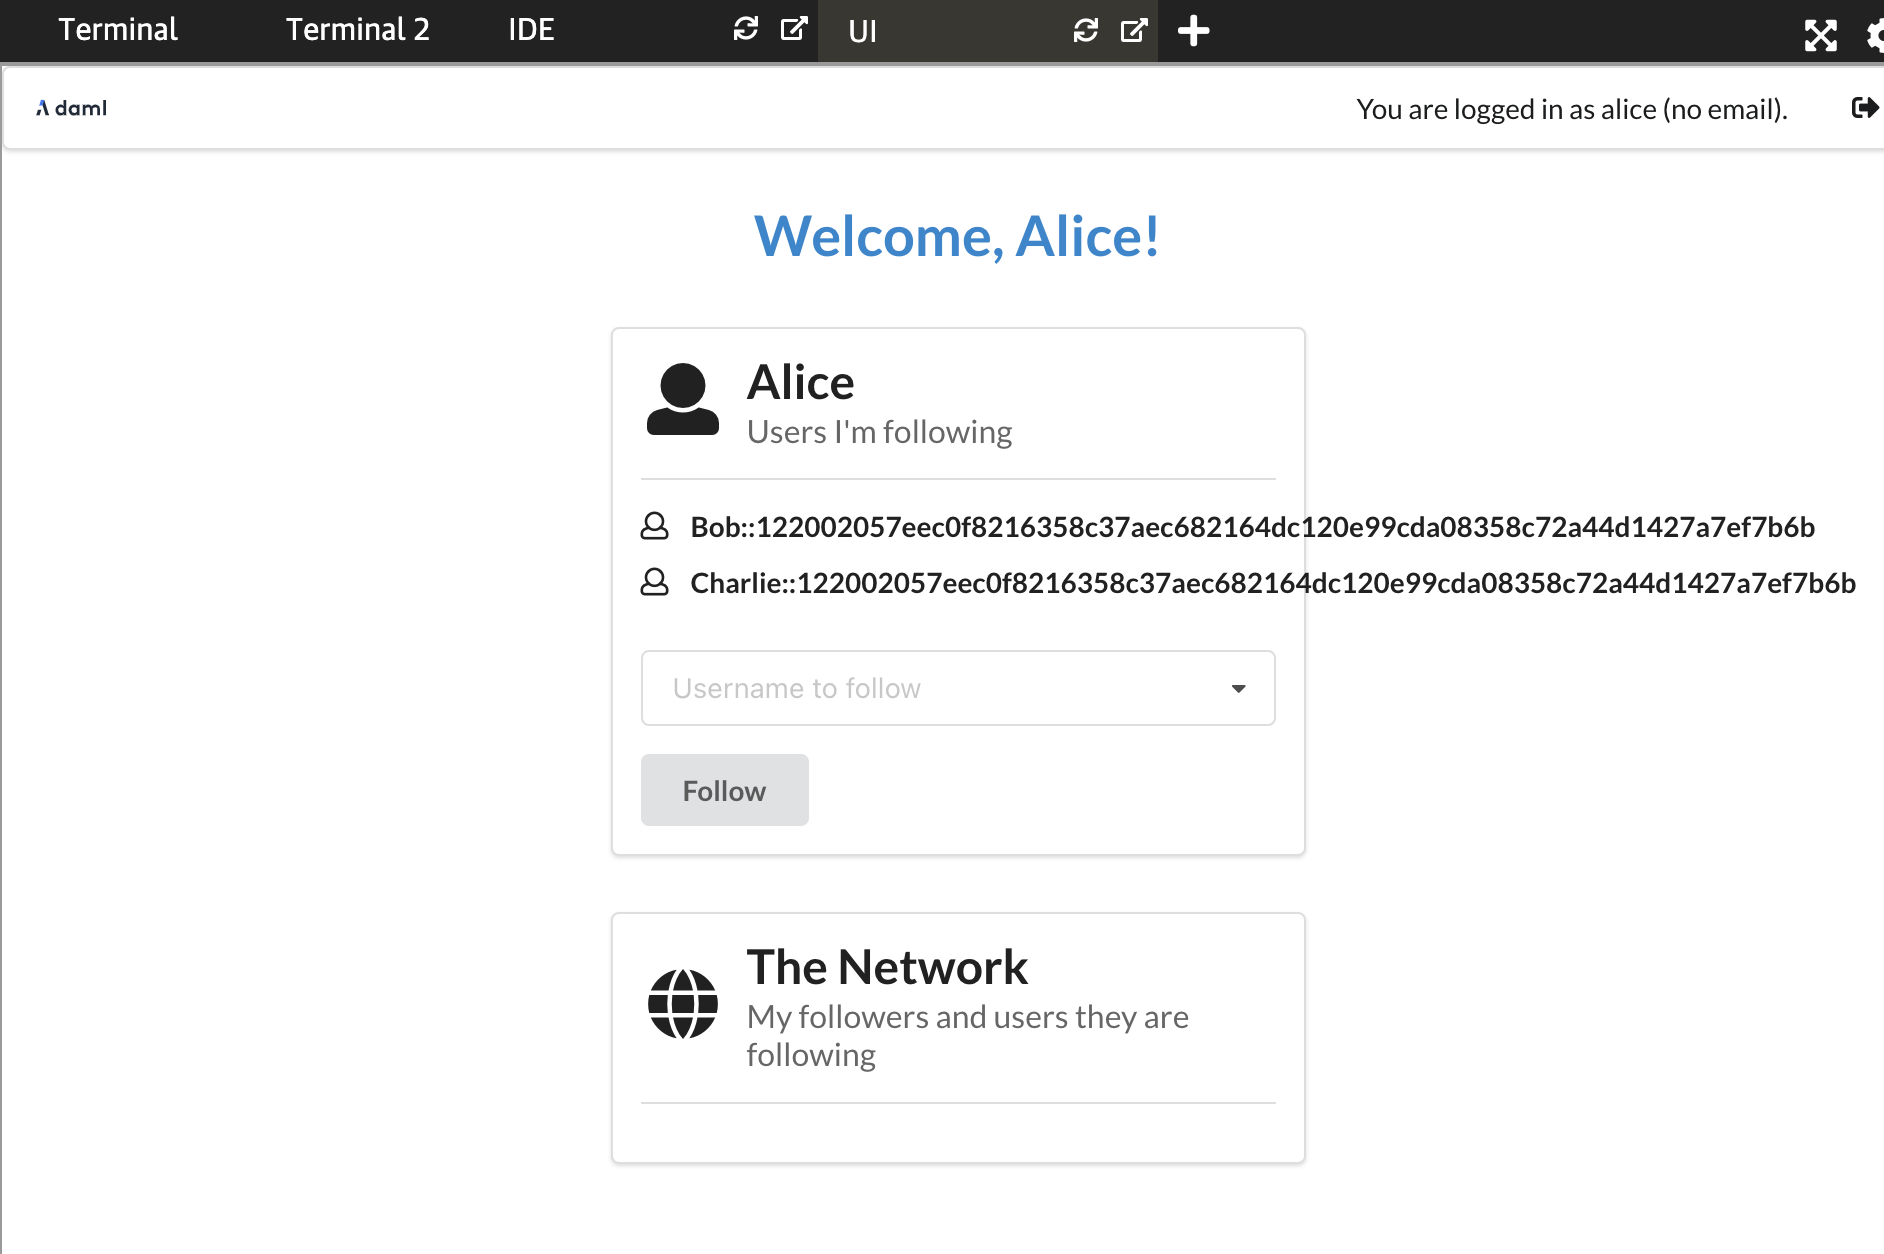 Terminal Terminal 2 IDE UI
daml
You are logged in as alice (no email).
Welcome, Alice!
Alice
Users I'm following
Bob::122002057eec0f8216358c37aec682164dc120e99cda08358c72a44d1427a7ef7b6b
Charlie::122002057eec0f8216358c37aec682164dc120e99cda08358c72a44d1427a7ef7b6b
Username to follow
Follow
The Network
My followers and users they are
following